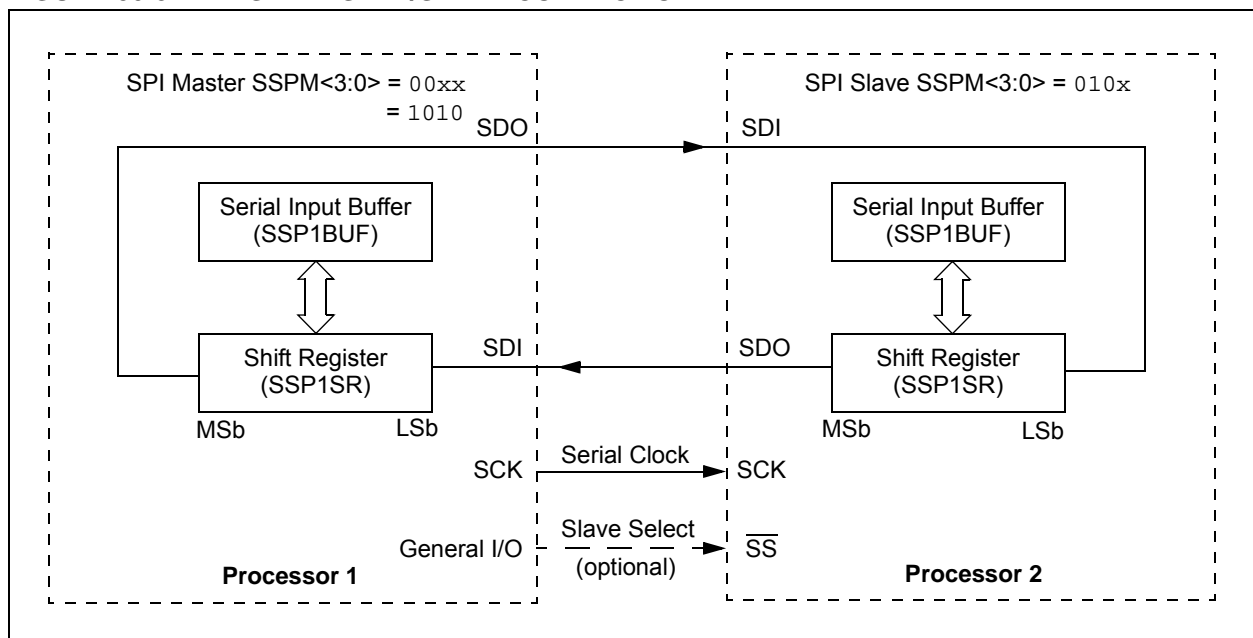 SPI Master SSPM<3:0> = 00xx
= 1010
SPI Slave SSPM<3:0> = 010x
SDO
SDI
Serial Input Buffer
(SSP1BUF)
Serial Input Buffer
(SSP1BUF)
Shift Register
(SSP1SR)
SDI
SDO
Shift Register
(SSP1SR)
MSb
LSb
MSb
LSb
SCK
Serial Clock
SCK
General I/O
Slave Select
(optional)
SS
Processor 1
Processor 2